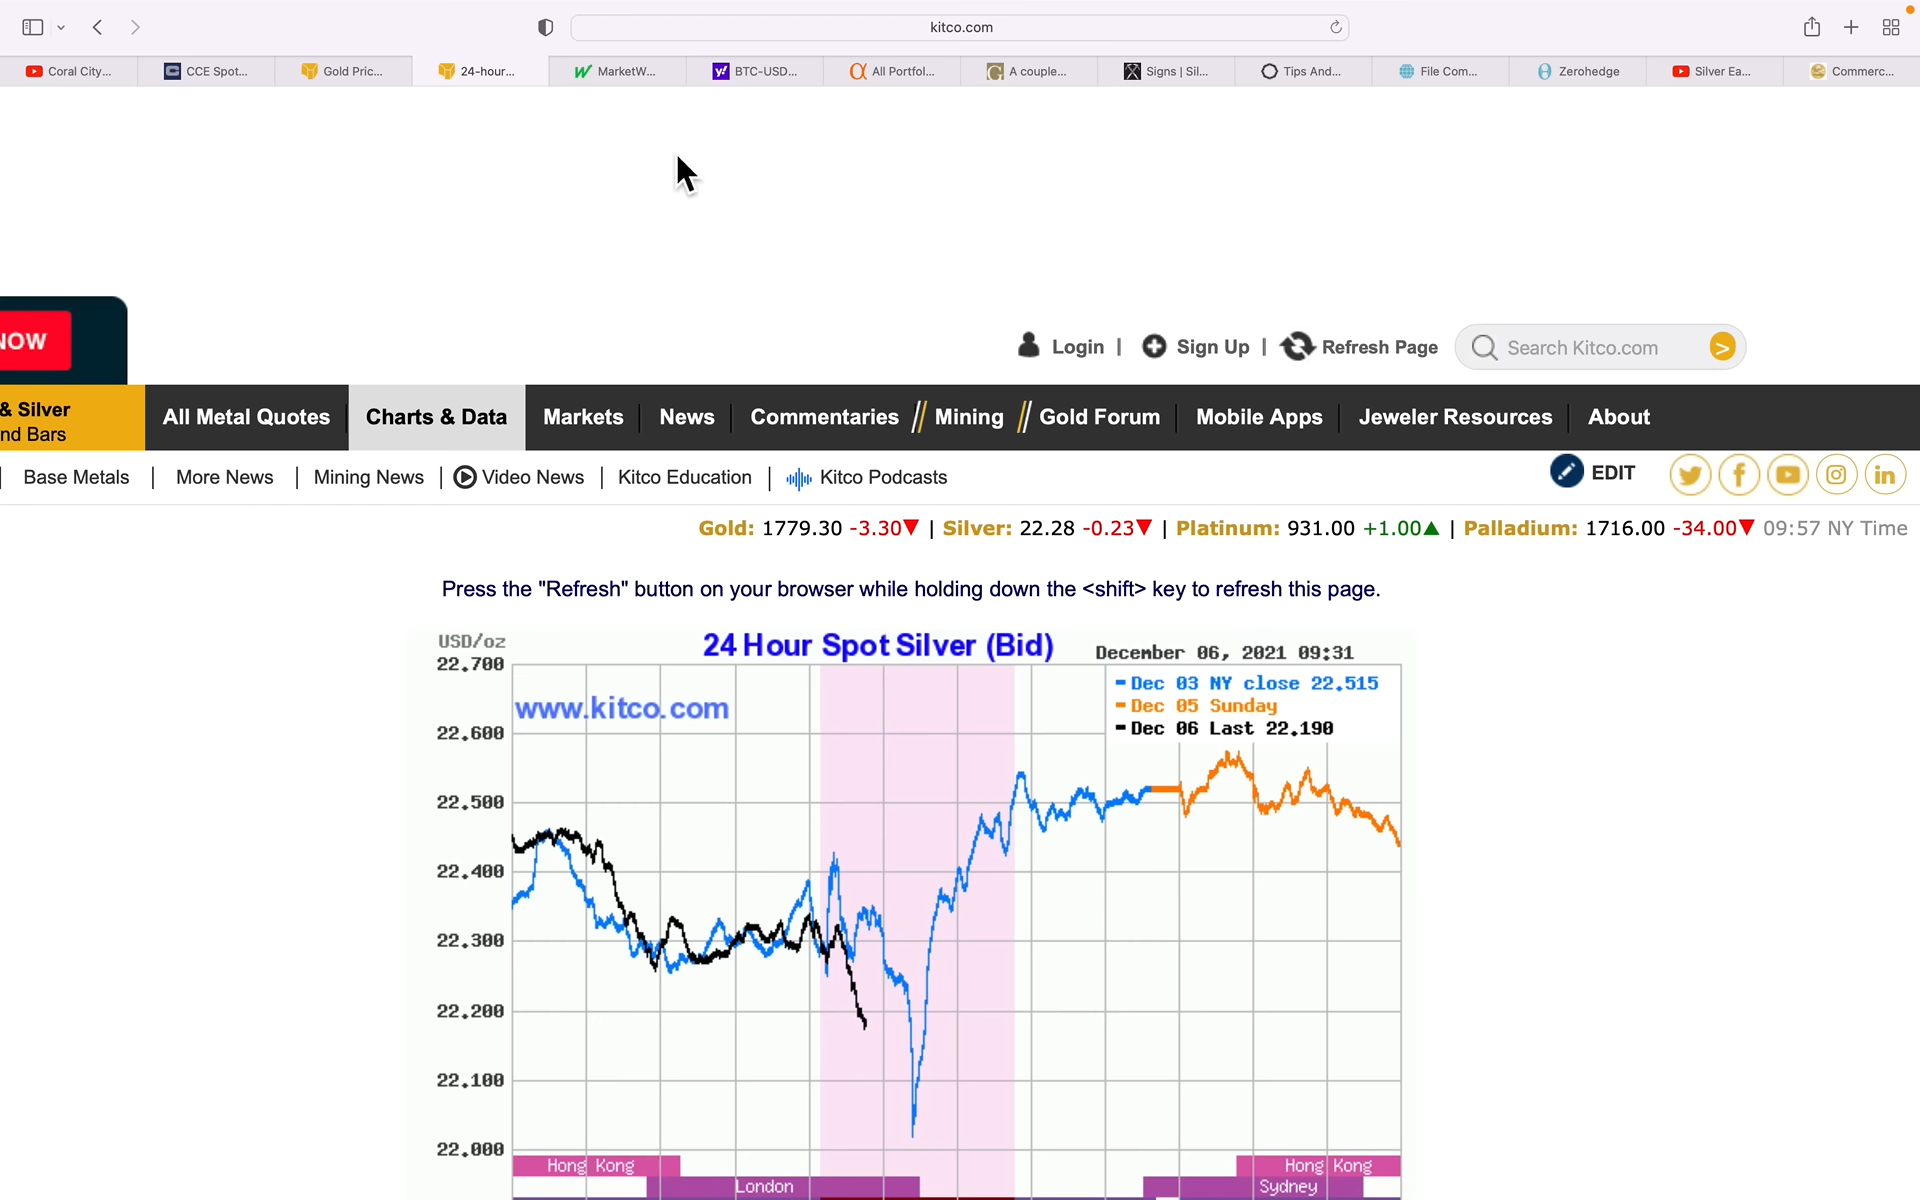 kitco.com
Coral City...
CCE Spot...
Gold Pric...
24-hour...
MarketW...
BTC-USD...
All Portfol...
A couple...
Signs | Sil...
Tips And...
File Com...
Zerohedge
Silver Ea...
Commerc...
NOW
Login | Sign Up | Refresh Page
Search Kitco.com
& Silver
nd Bars
All Metal Quotes
Charts & Data
Markets
News
Commentaries
Mining
Gold Forum
Mobile Apps
Jeweler Resources
About
| Base Metals | More News | Mining News | Video News | Kitco Education | Kitco Podcasts
EDIT
Gold: 1779.30 -3.30▼ | Silver: 22.28 -0.23▼ | Platinum: 931.00 +1.00▲ | Palladium: 1716.00 -34.00▼ 09:57 NY Time
Press the "Refresh" button on your browser while holding down the <shift> key to refresh this page.
USD/oz
24 Hour Spot Silver (Bid)
December 06, 2021 09:31
22.700
Dec 03 NY close 22.515
www.kitco.com
Dec 05 Sunday
Dec 06 Last 22.190
22.600
22.500
22.400
22.300
22.200
22.100
22.000
Hong Kong
Hong Kong
London
Sydney